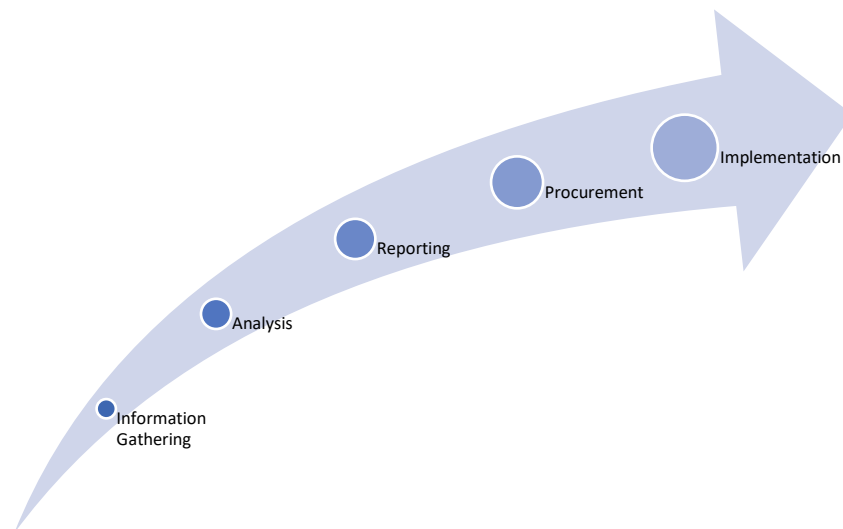 Implementation
Procurement
Reporting
Analysis
Information
Gathering